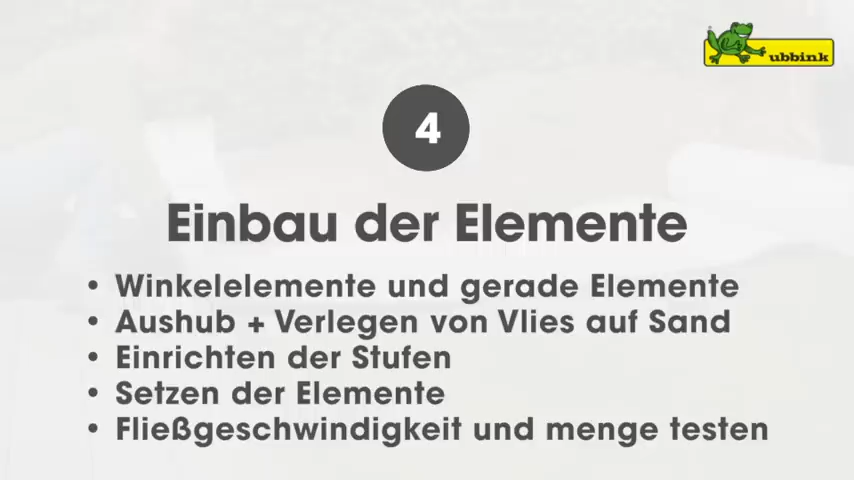 ubbink
4
Einbau der Elemente
• Winkelelemente und gerade Elemente
• Aushub + Verlegen von Vlies auf Sand
• Einrichten der Stufen
• Setzen der Elemente
• Fließgeschwindigkeit und menge testen